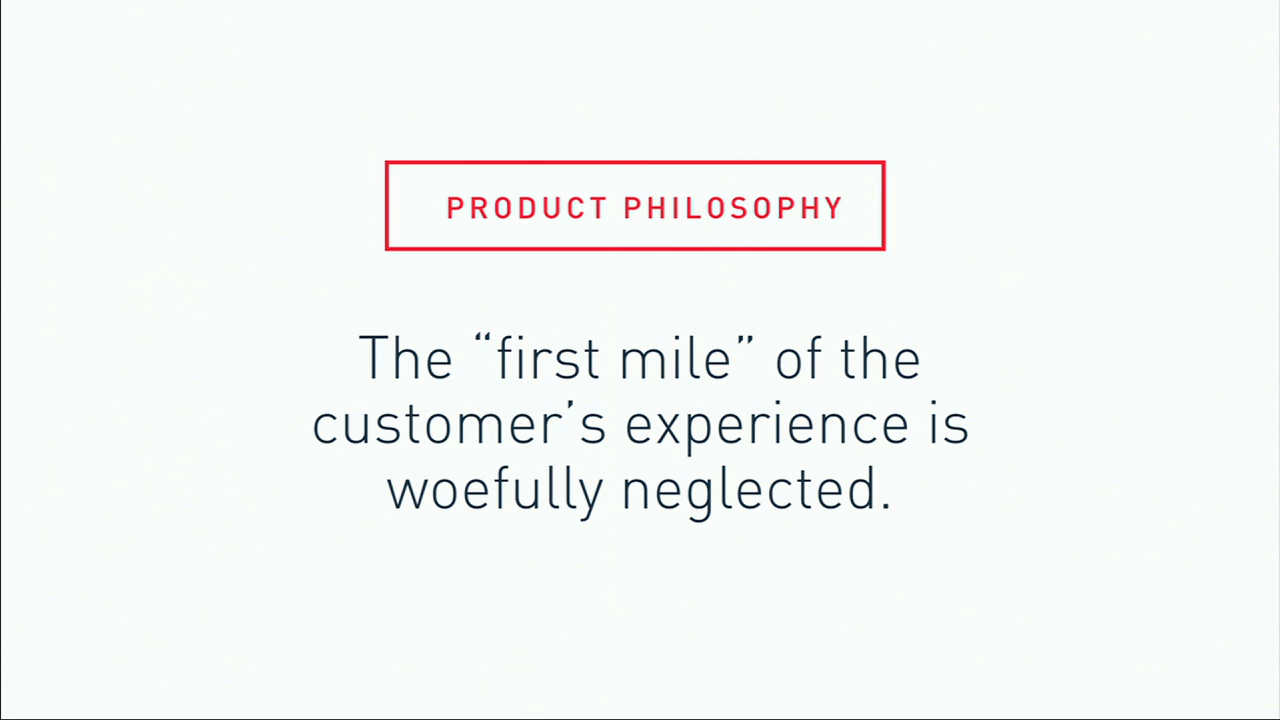 PRODUCT PHILOSOPHY
The “first mile” of the
customer’s experience is
woefully neglected.